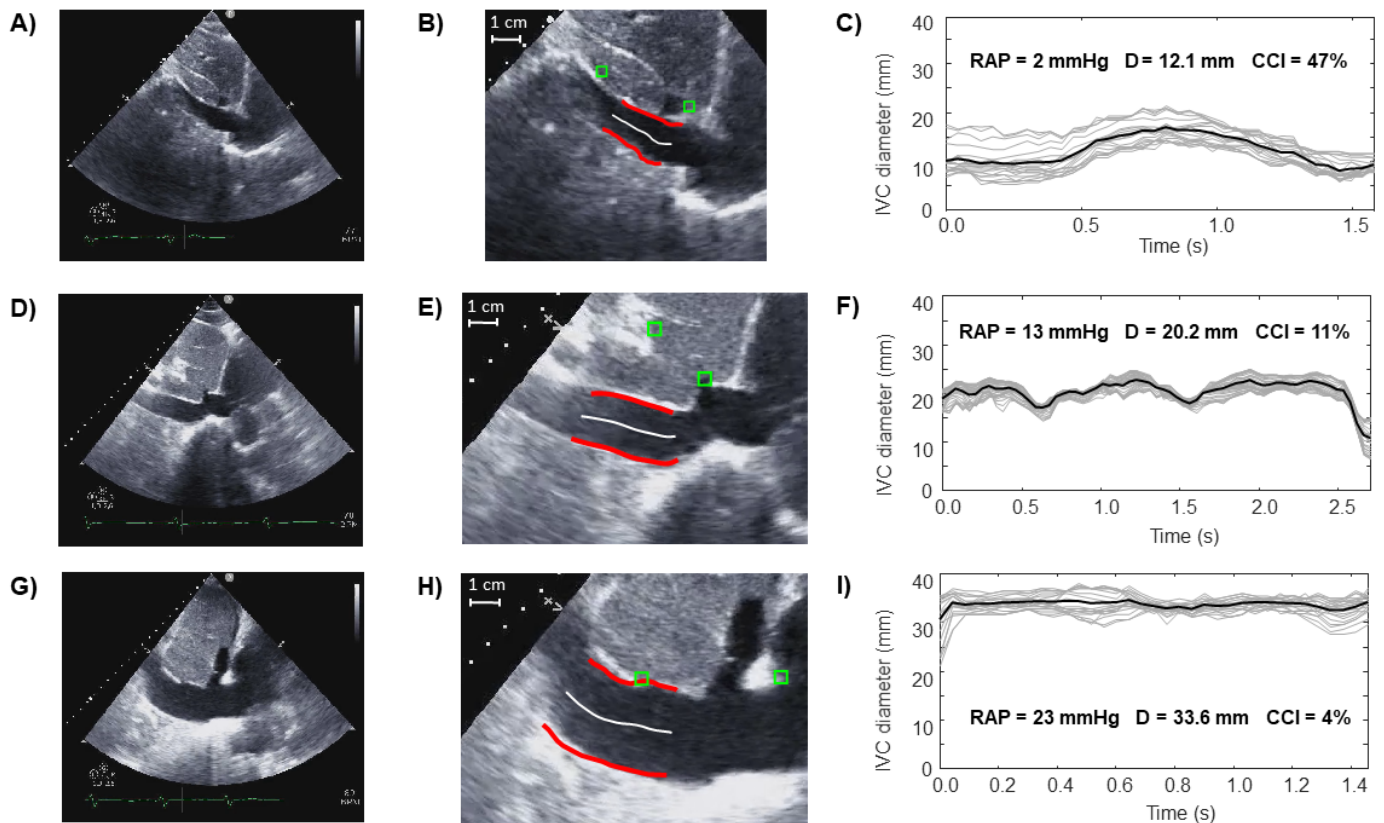 A)
B)
1 cm
C)
40
30
20
10
0
IVC diameter (mm)
RAP = 2 mmHg D = 12.1 mm CCI = 47%
0.0 0.5 1.0 1.5
Time (s)
D)
E)
1 cm
F)
40
30
20
10
0
IVC diameter (mm)
RAP = 13 mmHg D = 20.2 mm CCI = 11%
0.0 0.5 1.0 1.5 2.0 2.5
Time (s)
G)
H)
1 cm
I)
40
30
20
10
0
IVC diameter (mm)
RAP = 23 mmHg D = 33.6 mm CCI = 4%
0.0 0.2 0.4 0.6 0.8 1.0 1.2 1.4
Time (s)